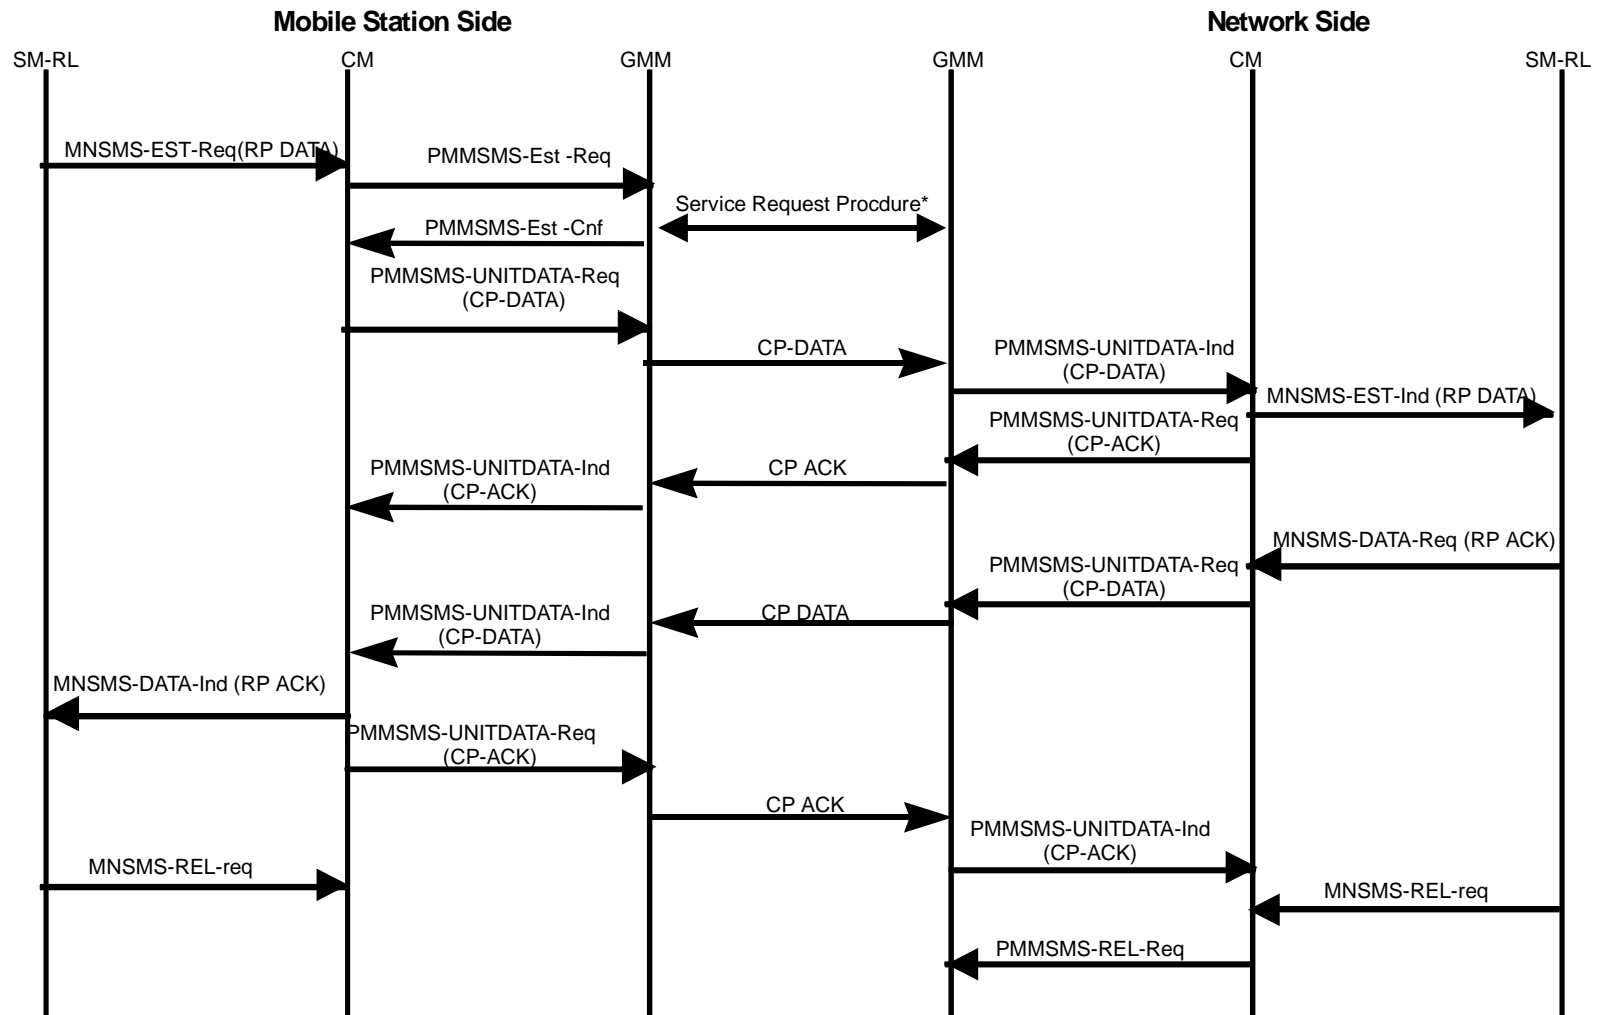 Mobile Station Side
Network Side
SM-RL
CM
GMM
GMM
CM
SM-RL
MNSMS-EST-Req(RP DATA)
PMMSMS-Est -Req
Service Request Procdure*
PMMSMS-Est -Cnf
PMMSMS-UNITDATA-Req
(CP-DATA)
CP-DATA
PMMSMS-UNITDATA-Ind
(CP-DATA)
MNSMS-EST-Ind (RP DATA)
PMMSMS-UNITDATA-Req
(CP-ACK)
CP ACK
PMMSMS-UNITDATA-Ind
(CP-ACK)
MNSMS-DATA-Req (RP ACK)
PMMSMS-UNITDATA-Req
(CP-DATA)
CP DATA
PMMSMS-UNITDATA-Ind
(CP-DATA)
MNSMS-DATA-Ind (RP ACK)
PMMSMS-UNITDATA-Req
(CP-ACK)
CP ACK
PMMSMS-UNITDATA-Ind
(CP-ACK)
MNSMS-REL-req
MNSMS-REL-req
PMMSMS-REL-Req